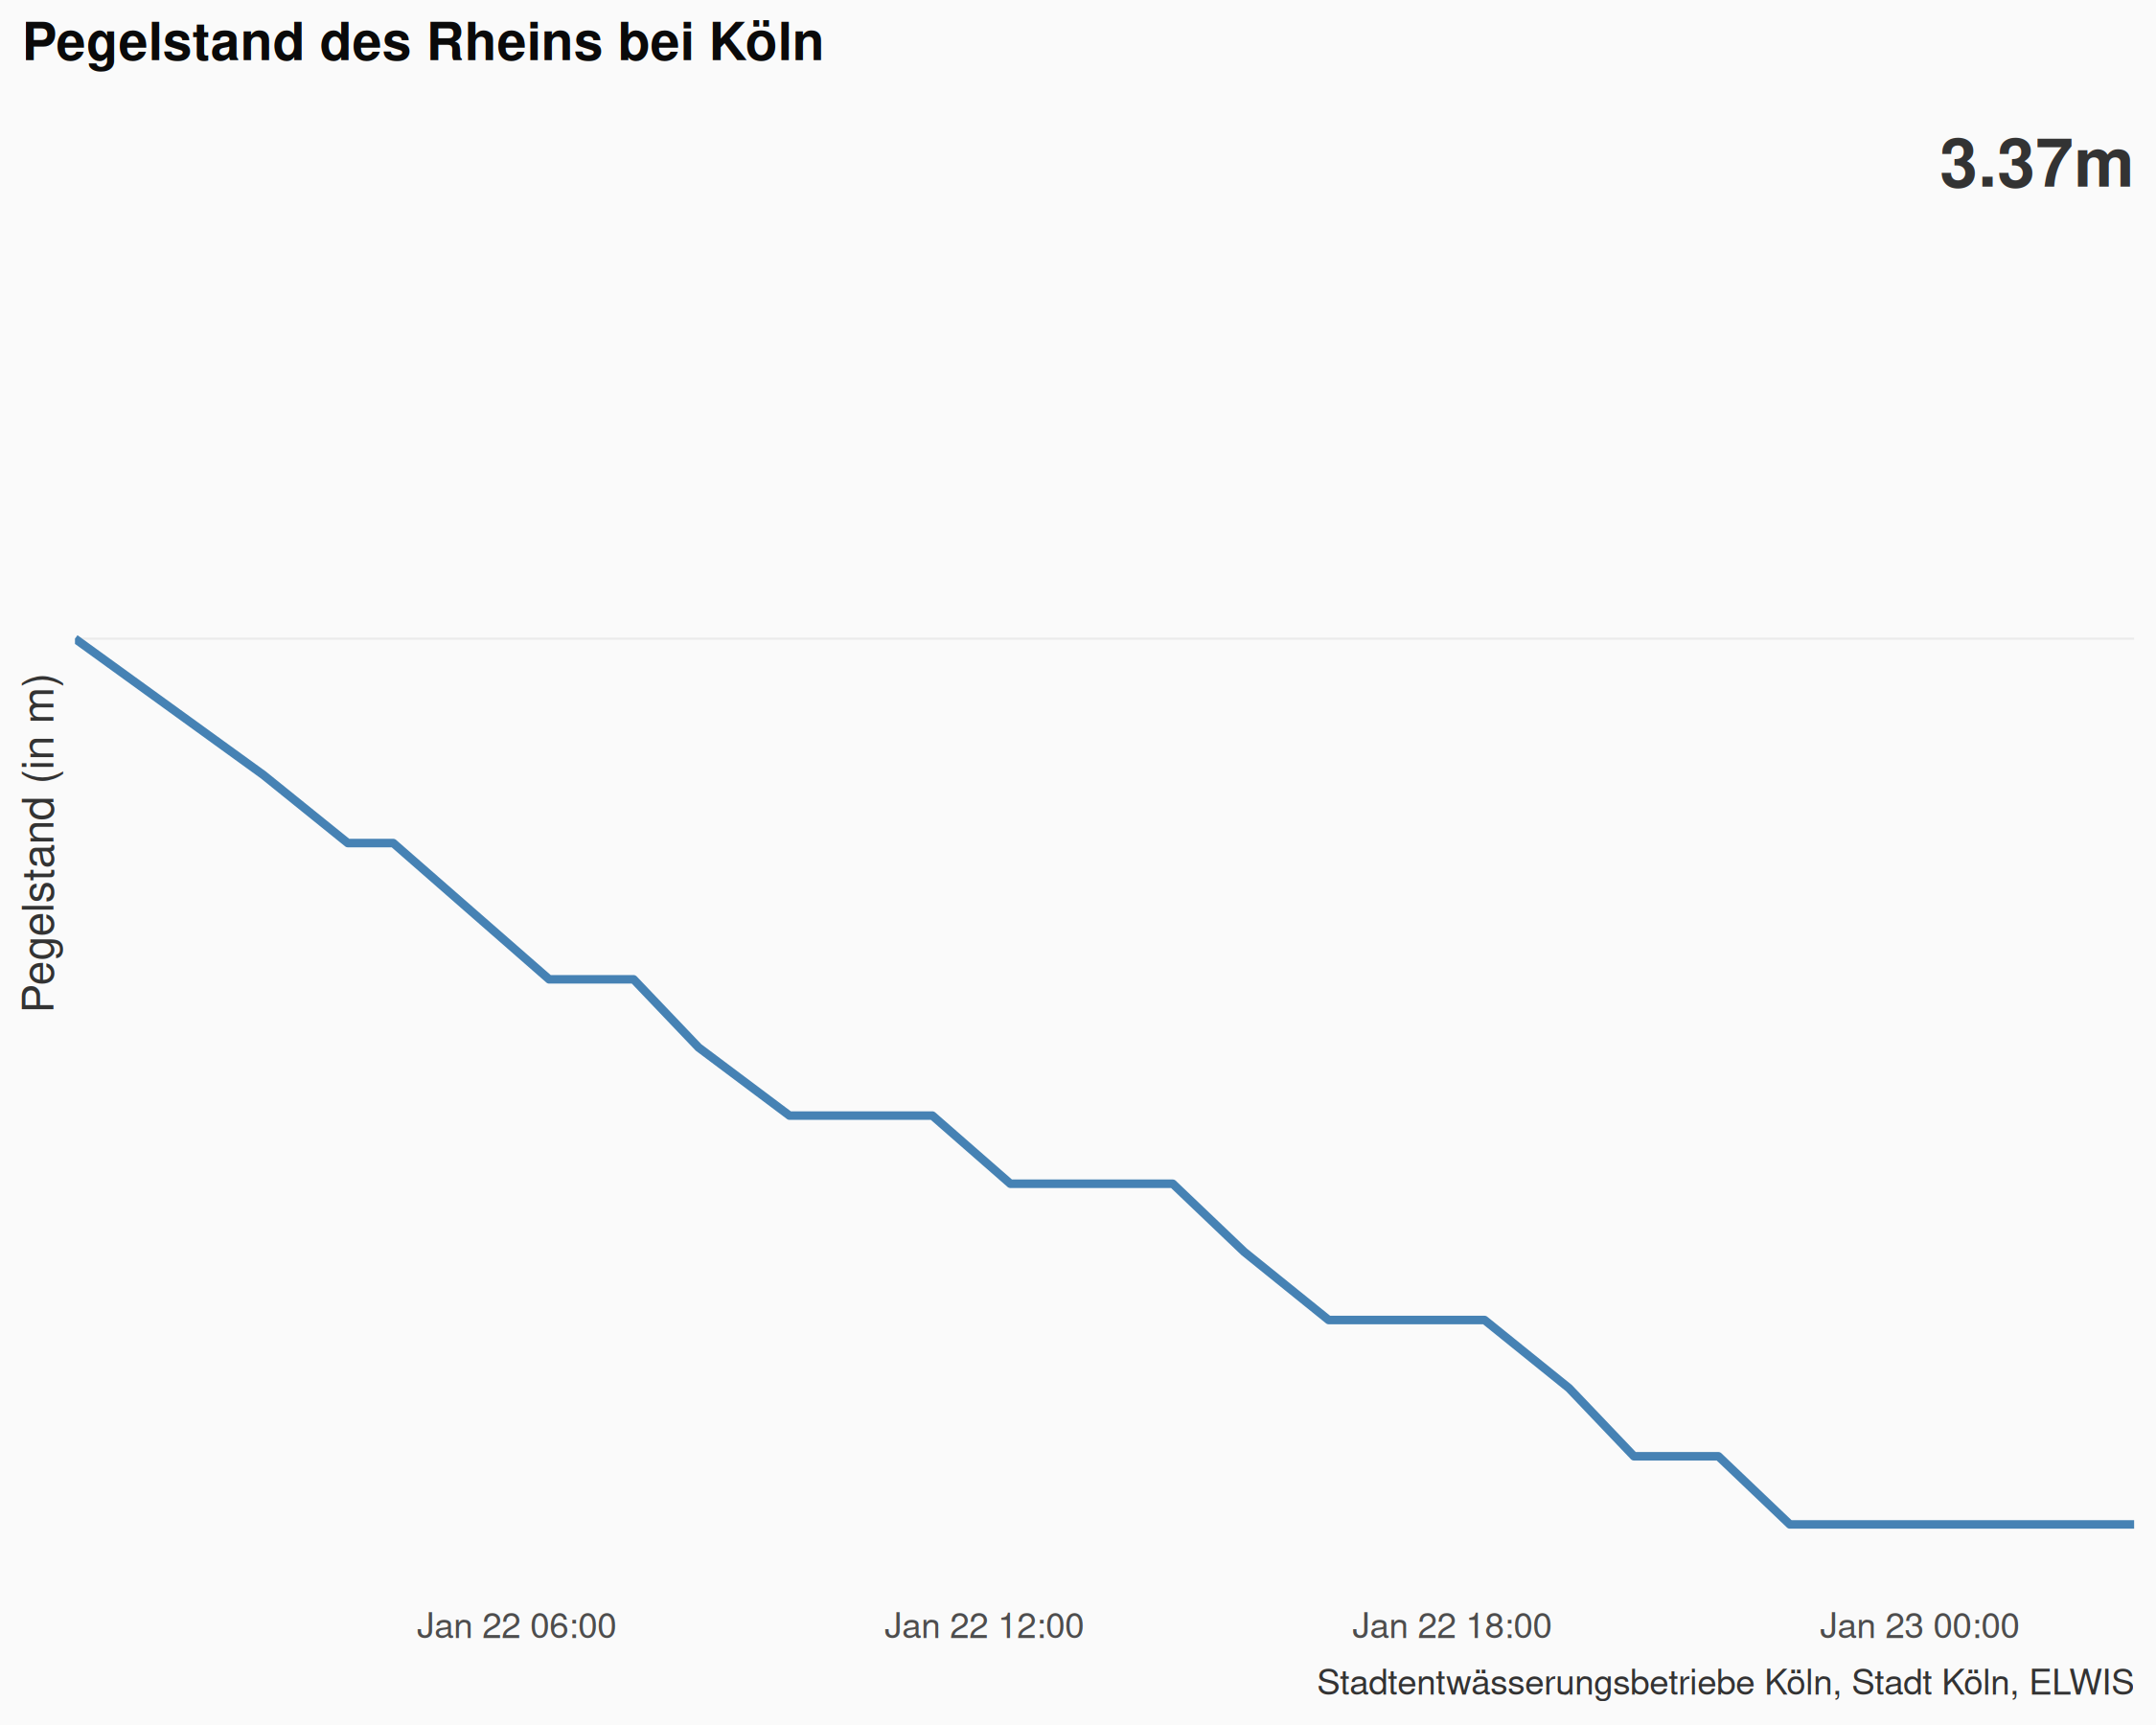 Pegelstand des Rheins bei Köln
3.37m
Pegelstand (in m)
Jan 22 06:00
Jan 22 12:00
Jan 22 18:00
Jan 23 00:00
Stadtentwässerungsbetriebe Köln, Stadt Köln, ELWIS